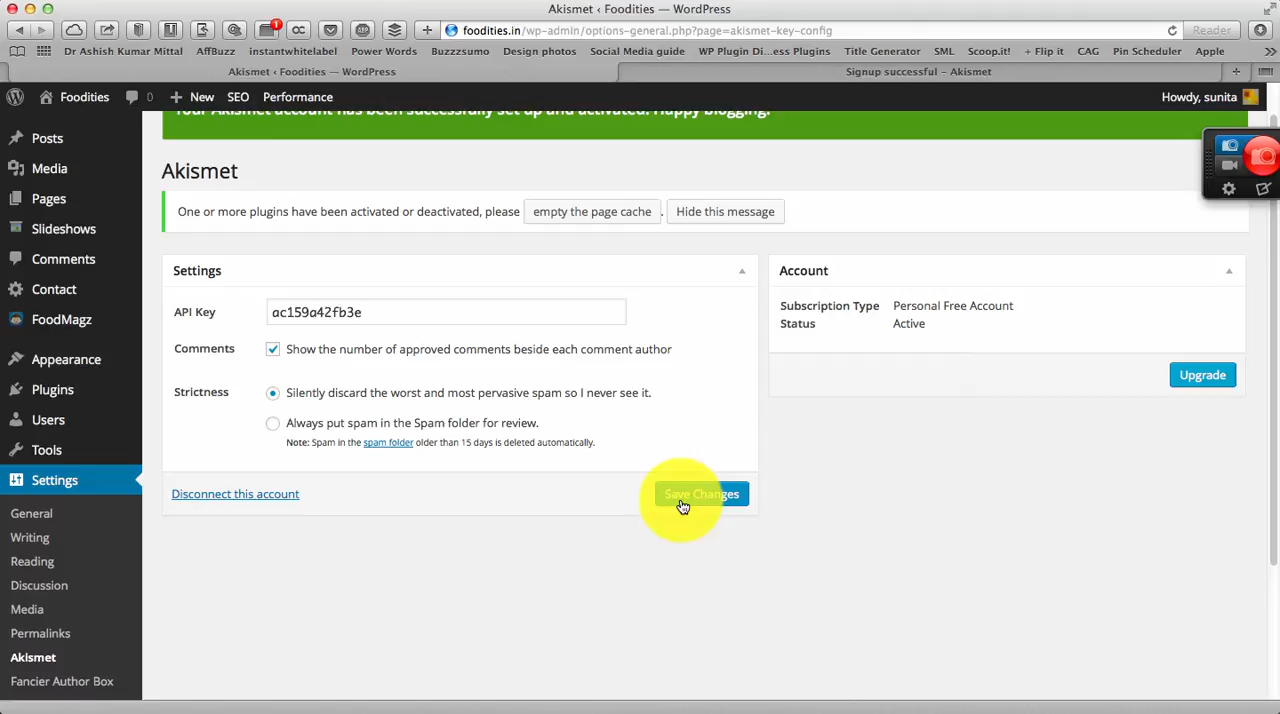 Akismet ‹ Foodities — WordPress
foodities.in/wp-admin/options-general.php?page=akismet-key-config
Reader
Dr Ashish Kumar Mittal AffBuzz instantwhitelabel Power Words Buzzzsumo Design photos Social Media guide WP Plugin Di...ess Plugins Title Generator SML Scoop.it! + Flip it CAG Pin Scheduler Apple
Akismet ‹ Foodities — WordPress
Signup successful – Akismet
Foodities 0 New SEO Performance
Howdy, sunita
Posts
Media
Pages
Slideshows
Comments
Contact
FoodMagz
Appearance
Plugins
Users
Tools
Settings
General
Writing
Reading
Discussion
Media
Permalinks
Akismet
Fancier Author Box
Your Akismet account has been successfully set up and activated. Happy blogging.
Akismet
One or more plugins have been activated or deactivated, please empty the page cache . Hide this message
Settings
API Key ac159a42fb3e
Comments Show the number of approved comments beside each comment author
Strictness Silently discard the worst and most pervasive spam so I never see it.
Always put spam in the Spam folder for review.
Note: Spam in the spam folder older than 15 days is deleted automatically.
Disconnect this account
Save Changes
Account
Subscription Type Personal Free Account
Status Active
Upgrade